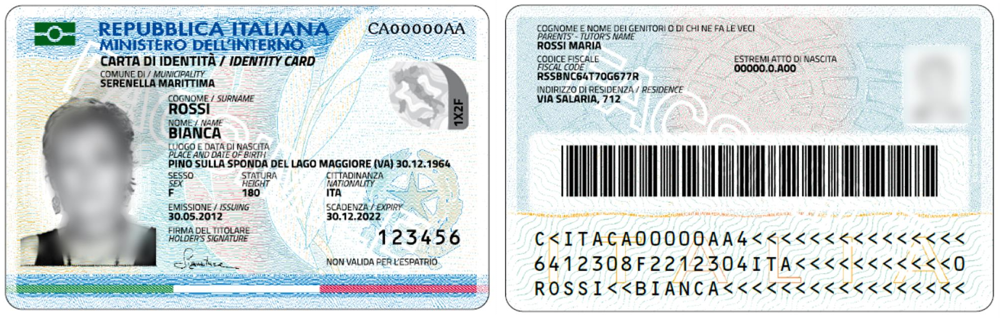 REPUBBLICA ITALIANA
MINISTERO DELL'INTERNO
CA00000AA
CARTA DI IDENTITÀ / IDENTITY CARD
COMUNE DI / MUNICIPALITY
SERENELLA MARITTIMA
COGNOME / SURNAME
ROSSI
NOME / NAME
BIANCA
LUOGO E DATA DI NASCITA
PLACE AND DATE OF BIRTH
PINO SULLA SPONDA DEL LAGO MAGGIORE (VA) 30.12.1964
SESSO STATURA CITTADINANZA
SEX HEIGHT NATIONALITY
F 180 ITA
EMISSIONE / ISSUING SCADENZA / EXPIRY
30.05.2012 30.12.2022
FIRMA DEL TITOLARE
HOLDER'S SIGNATURE
123456
Signature
NON VALIDA PER L'ESPATRIO
1X2F
COGNOME E NOME DEI GENITORI O DI CHI NE FA LE VECI
PARENTS' - TUTOR'S NAME
ROSSI MARIA
CODICE FISCALE ESTREMI ATTO DI NASCITA
FISCAL CODE 00000.0.A00
RSSBNC64T70G677R
INDIRIZZO DI RESIDENZA / RESIDENCE
VIA SALARIA, 712
C<ITACA00000AA4<<<<<<<<<<<<<<<
6412308F2212304ITA<<<<<<<<<<<0
ROSSI<<BIANCA<<<<<<<<<<<<<<<<<
ITALIA